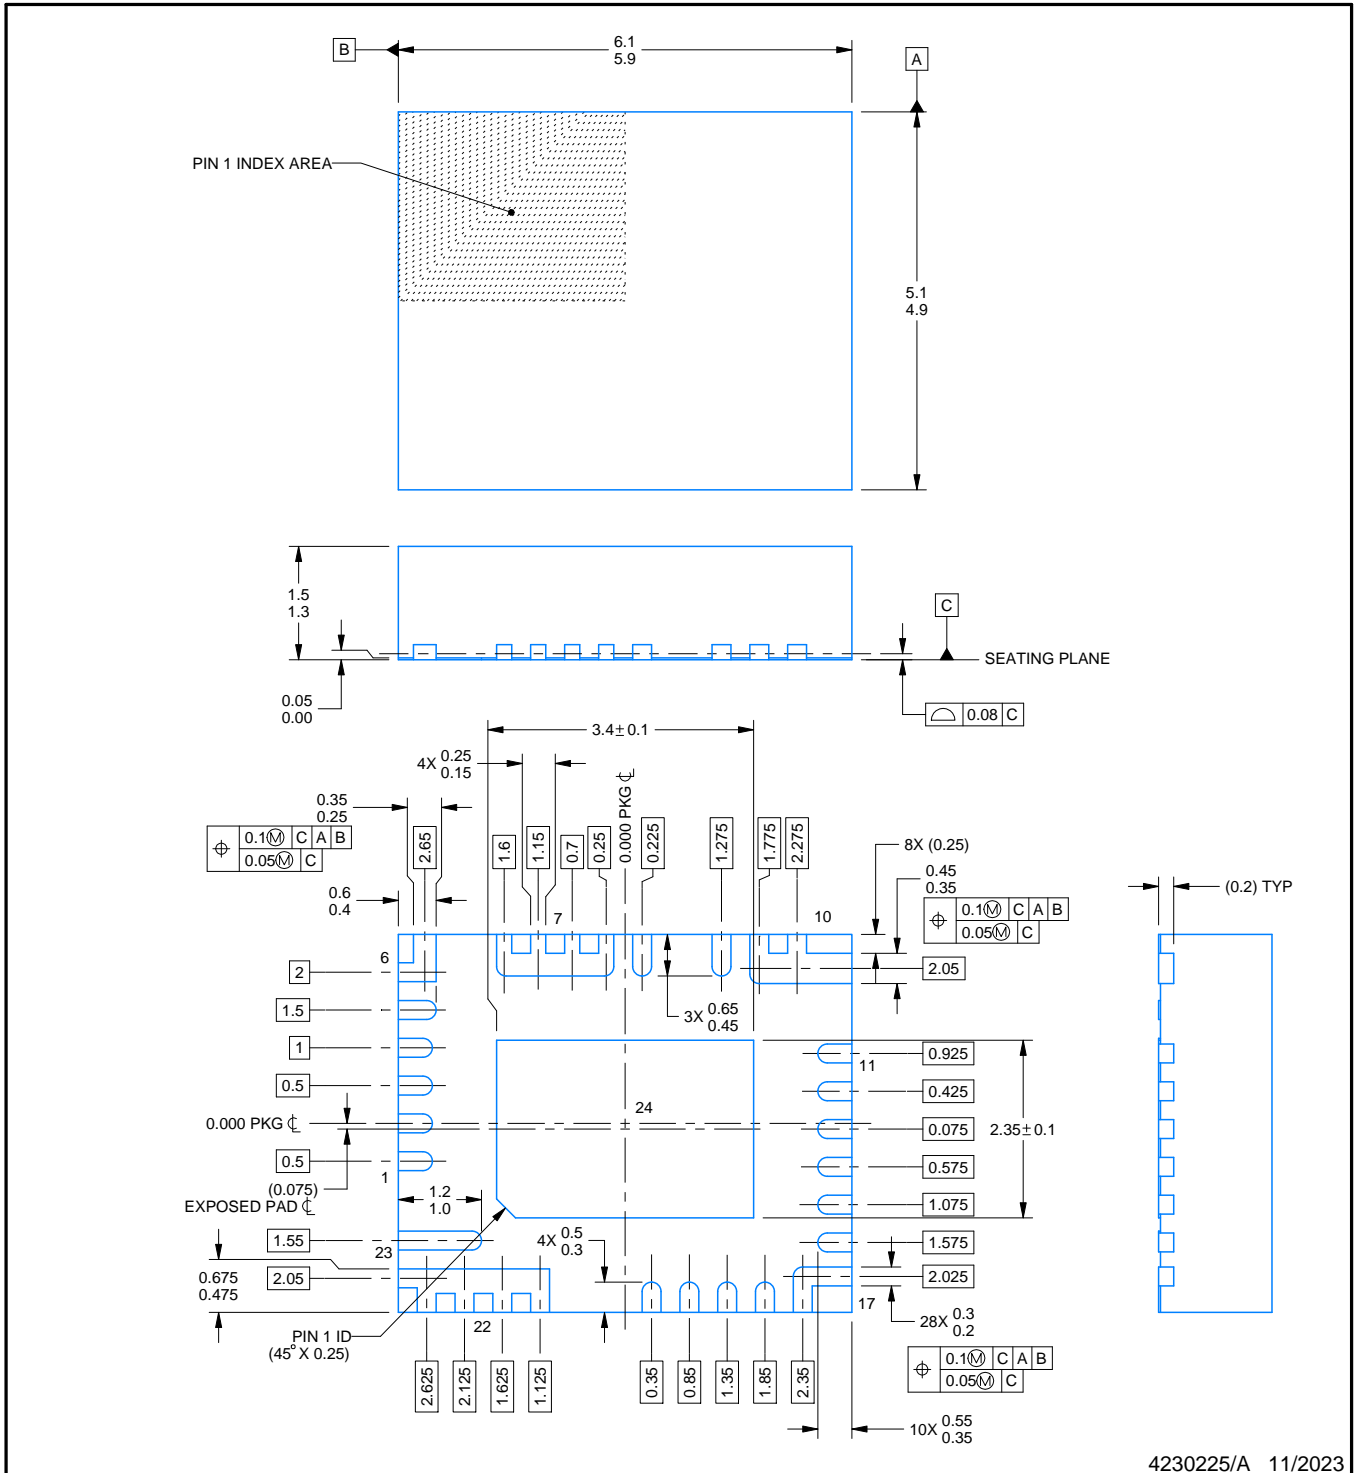 B
6.1
5.9
A
PIN 1 INDEX AREA
5.1
4.9
1.5
1.3
C
SEATING PLANE
0.05
0.00
0.08 C
3.4±0.1
4X 0.25
0.15
0.000 PKG ℄
0.35
0.25
0.1Ⓜ C A B
0.05Ⓜ C
2.65
1.6
1.15
0.7
0.25
0.225
1.275
1.775
2.275
8X (0.25)
0.45
0.35
0.1Ⓜ C A B
0.05Ⓜ C
(0.2) TYP
0.6
0.4
7
10
6
2
2.05
1.5
3X 0.65
0.45
1
0.925
11
0.5
0.425
24
0.000 PKG ℄
0.075
2.35±0.1
0.5
0.575
1
(0.075)
EXPOSED PAD ℄
1.2
1.0
1.075
1.55
23
4X 0.5
0.3
1.575
0.675
0.475
2.05
2.025
17
22
28X 0.3
0.2
PIN 1 ID
(45° X 0.25)
0.1Ⓜ C A B
0.05Ⓜ C
2.625
2.125
1.625
1.125
0.35
0.85
1.35
1.85
2.35
10X 0.55
0.35
4230225/A 11/2023